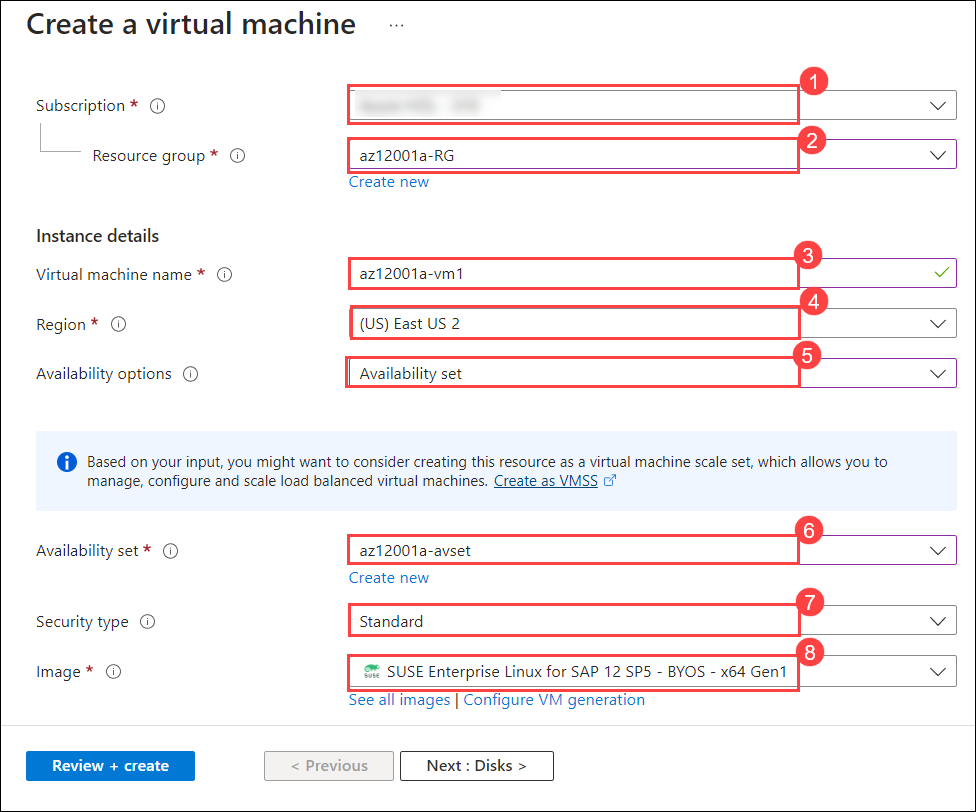 Create a virtual machine ...
1
Subscription *
2
Resource group * az12001a-RG
Create new
Instance details
3
Virtual machine name * az12001a-vm1
4
Region * (US) East US 2
5
Availability options Availability set
Based on your input, you might want to consider creating this resource as a virtual machine scale set, which allows you to
manage, configure and scale load balanced virtual machines. Create as VMSS
6
Availability set * az12001a-avset
Create new
7
Security type Standard
8
Image * SUSE SUSE Enterprise Linux for SAP 12 SP5 - BYOS - x64 Gen1
See all images | Configure VM generation
Review + create < Previous Next : Disks >